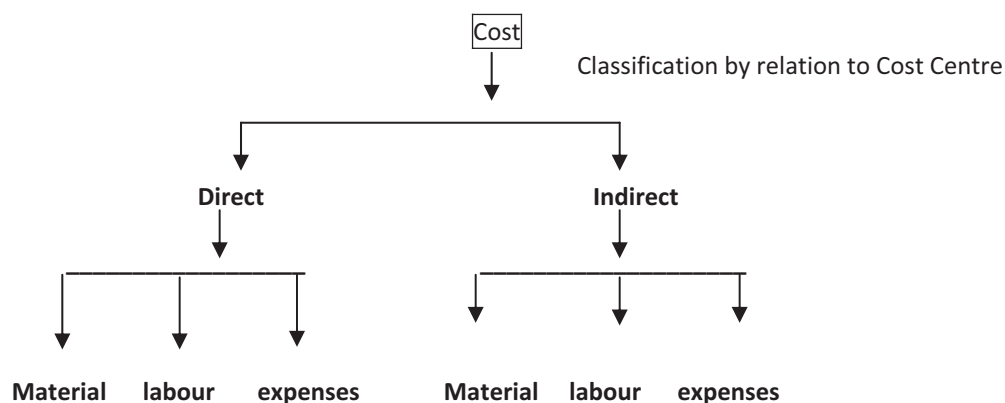 Cost
Classification by relation to Cost Centre
Direct Indirect
Material labour expenses Material labour expenses